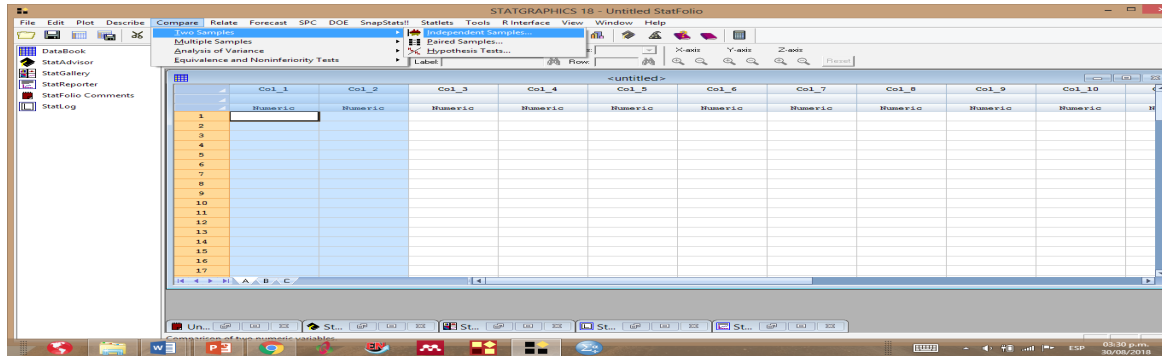 STATGRAPHICS 18 - Untitled StatFolio
File Edit Plot Describe Compare Relate Forecast SPC DOE SnapStats!! Statlets Tools R Interface View Window Help
Two Samples
Multiple Samples
Analysis of Variance
Equivalence and Noninferiority Tests
Independent Samples...
Paired Samples...
Hypothesis Tests...
X-axis Y-axis Z-axis
Label: Row: Reset
DataBook
StatAdvisor
StatGallery
StatReporter
StatFolio Comments
StatLog
<untitled>
Col_1 Col_2 Col_3 Col_4 Col_5 Col_6 Col_7 Col_8 Col_9 Col_10
Numeric Numeric Numeric Numeric Numeric Numeric Numeric Numeric Numeric Numeric N
1
2
3
4
5
6
7
8
9
10
11
12
13
14
15
16
17
A B C
Un... St... St... St... St...
Comparison of two numeric variables
ESP 03:30 p.m.
30/08/2018